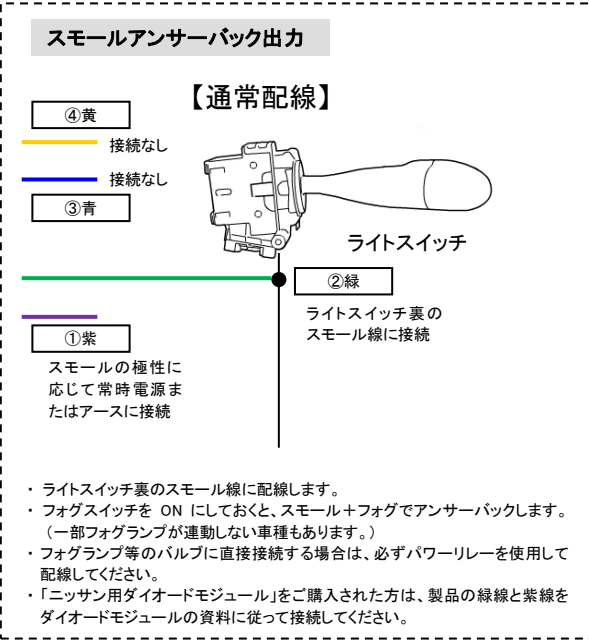 スモールアンサーバック出力
【通常配線】
④黄
接続なし
接続なし
③青
ライトスイッチ
②緑
ライトスイッチ裏の
スモール線に接続
①紫
スモールの極性に
応じて常時電源ま
たはアースに接続
・ ライトスイッチ裏のスモール線に配線します。
・ フォグスイッチを ON にしておくと、スモール＋フォグでアンサーバックします。
（一部フォグランプが連動しない車種もあります。）
・ フォグランプ等のバルブに直接接続する場合は、必ずパワーリレーを使用して
配線してください。
・ 「ニッサン用ダイオードモジュール」をご購入された方は、製品の緑線と紫線を
ダイオードモジュールの資料に従って接続してください。